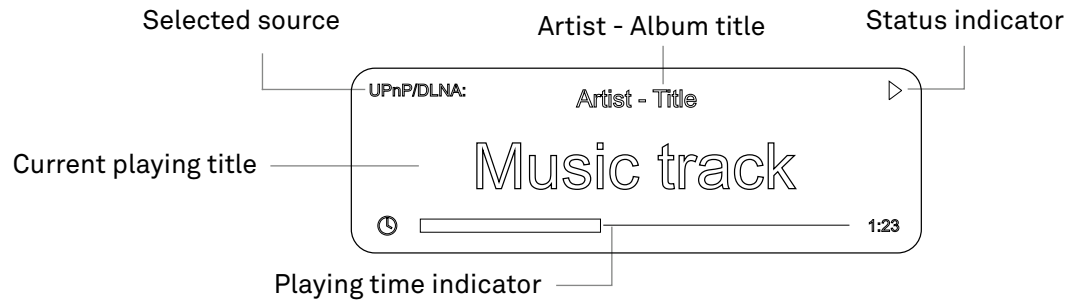 Selected source
Artist - Album title
Status indicator
UPnP/DLNA:
Artist - Title
Current playing title
Music track
1:23
Playing time indicator